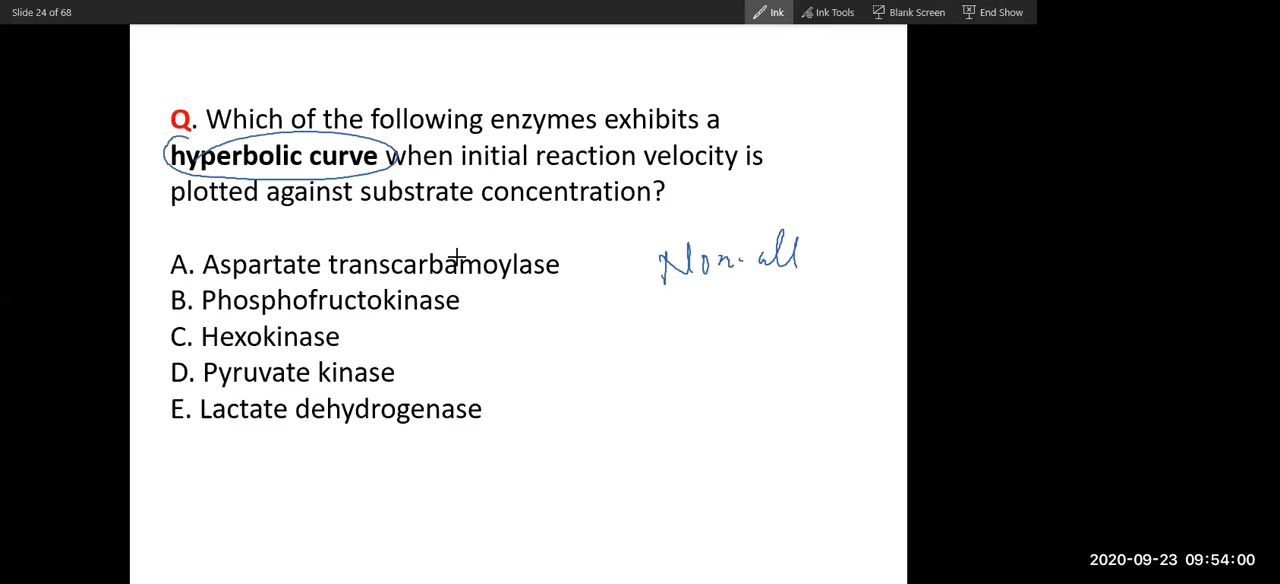 Slide 24 of 68
Ink Ink Tools Blank Screen End Show
Q. Which of the following enzymes exhibits a
hyperbolic curve when initial reaction velocity is
plotted against substrate concentration?
A. Aspartate transcarbamoylase
Non-all
B. Phosphofructokinase
C. Hexokinase
D. Pyruvate kinase
E. Lactate dehydrogenase
2020-09-23 09:54:00